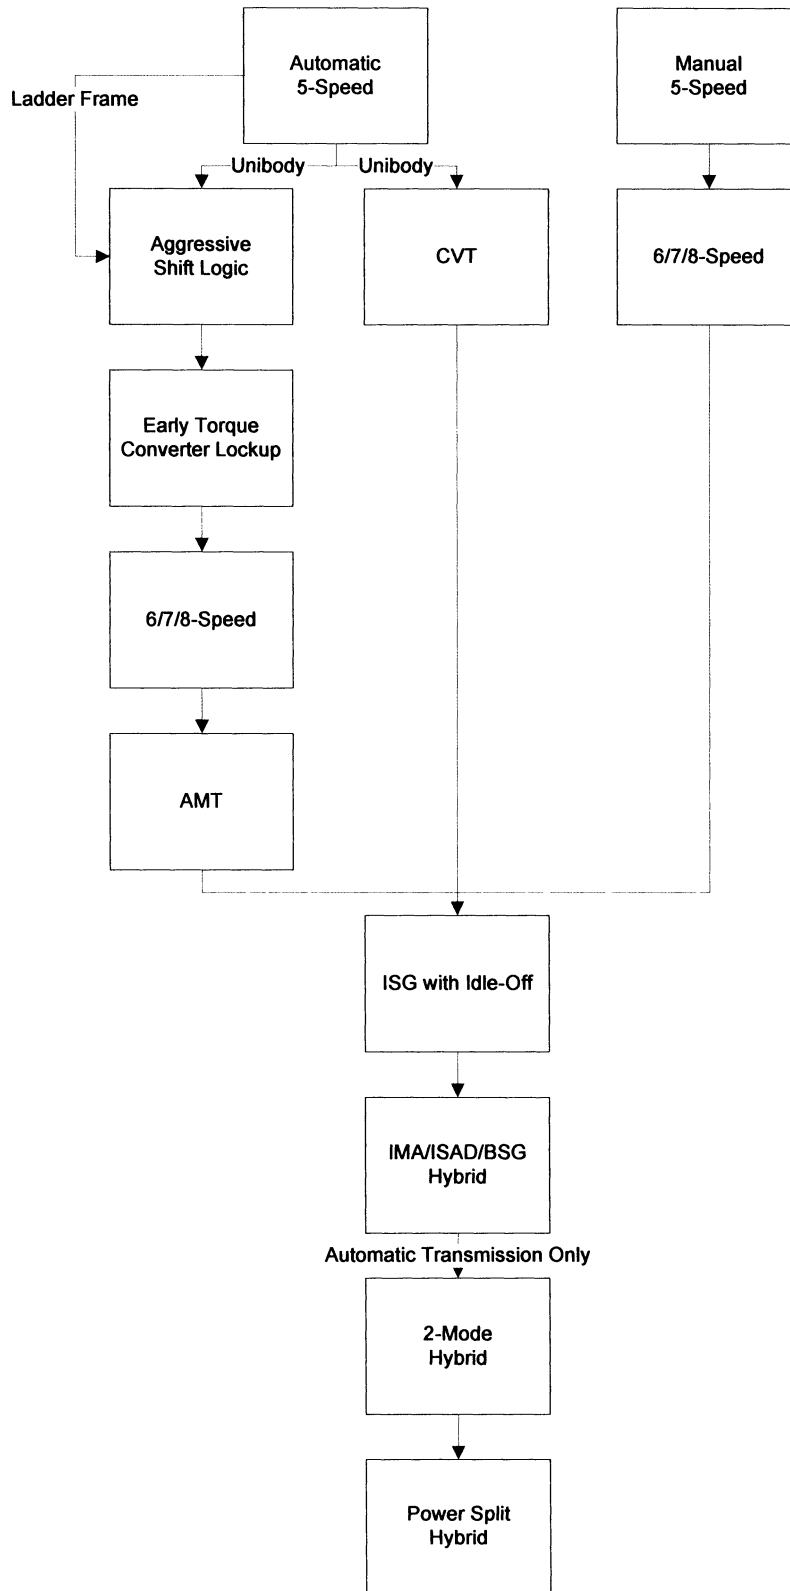 Automatic
5-Speed
Manual
5-Speed
Ladder Frame
Unibody
Unibody
Aggressive
Shift Logic
CVT
6/7/8-Speed
Early Torque
Converter Lockup
6/7/8-Speed
AMT
ISG with Idle-Off
IMA/ISAD/BSG
Hybrid
Automatic Transmission Only
2-Mode
Hybrid
Power Split
Hybrid